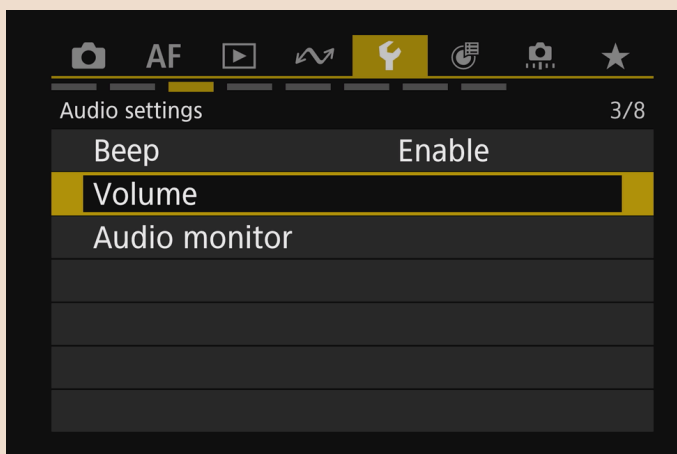 AF
Audio settings 3/8
Beep Enable
Volume
Audio monitor